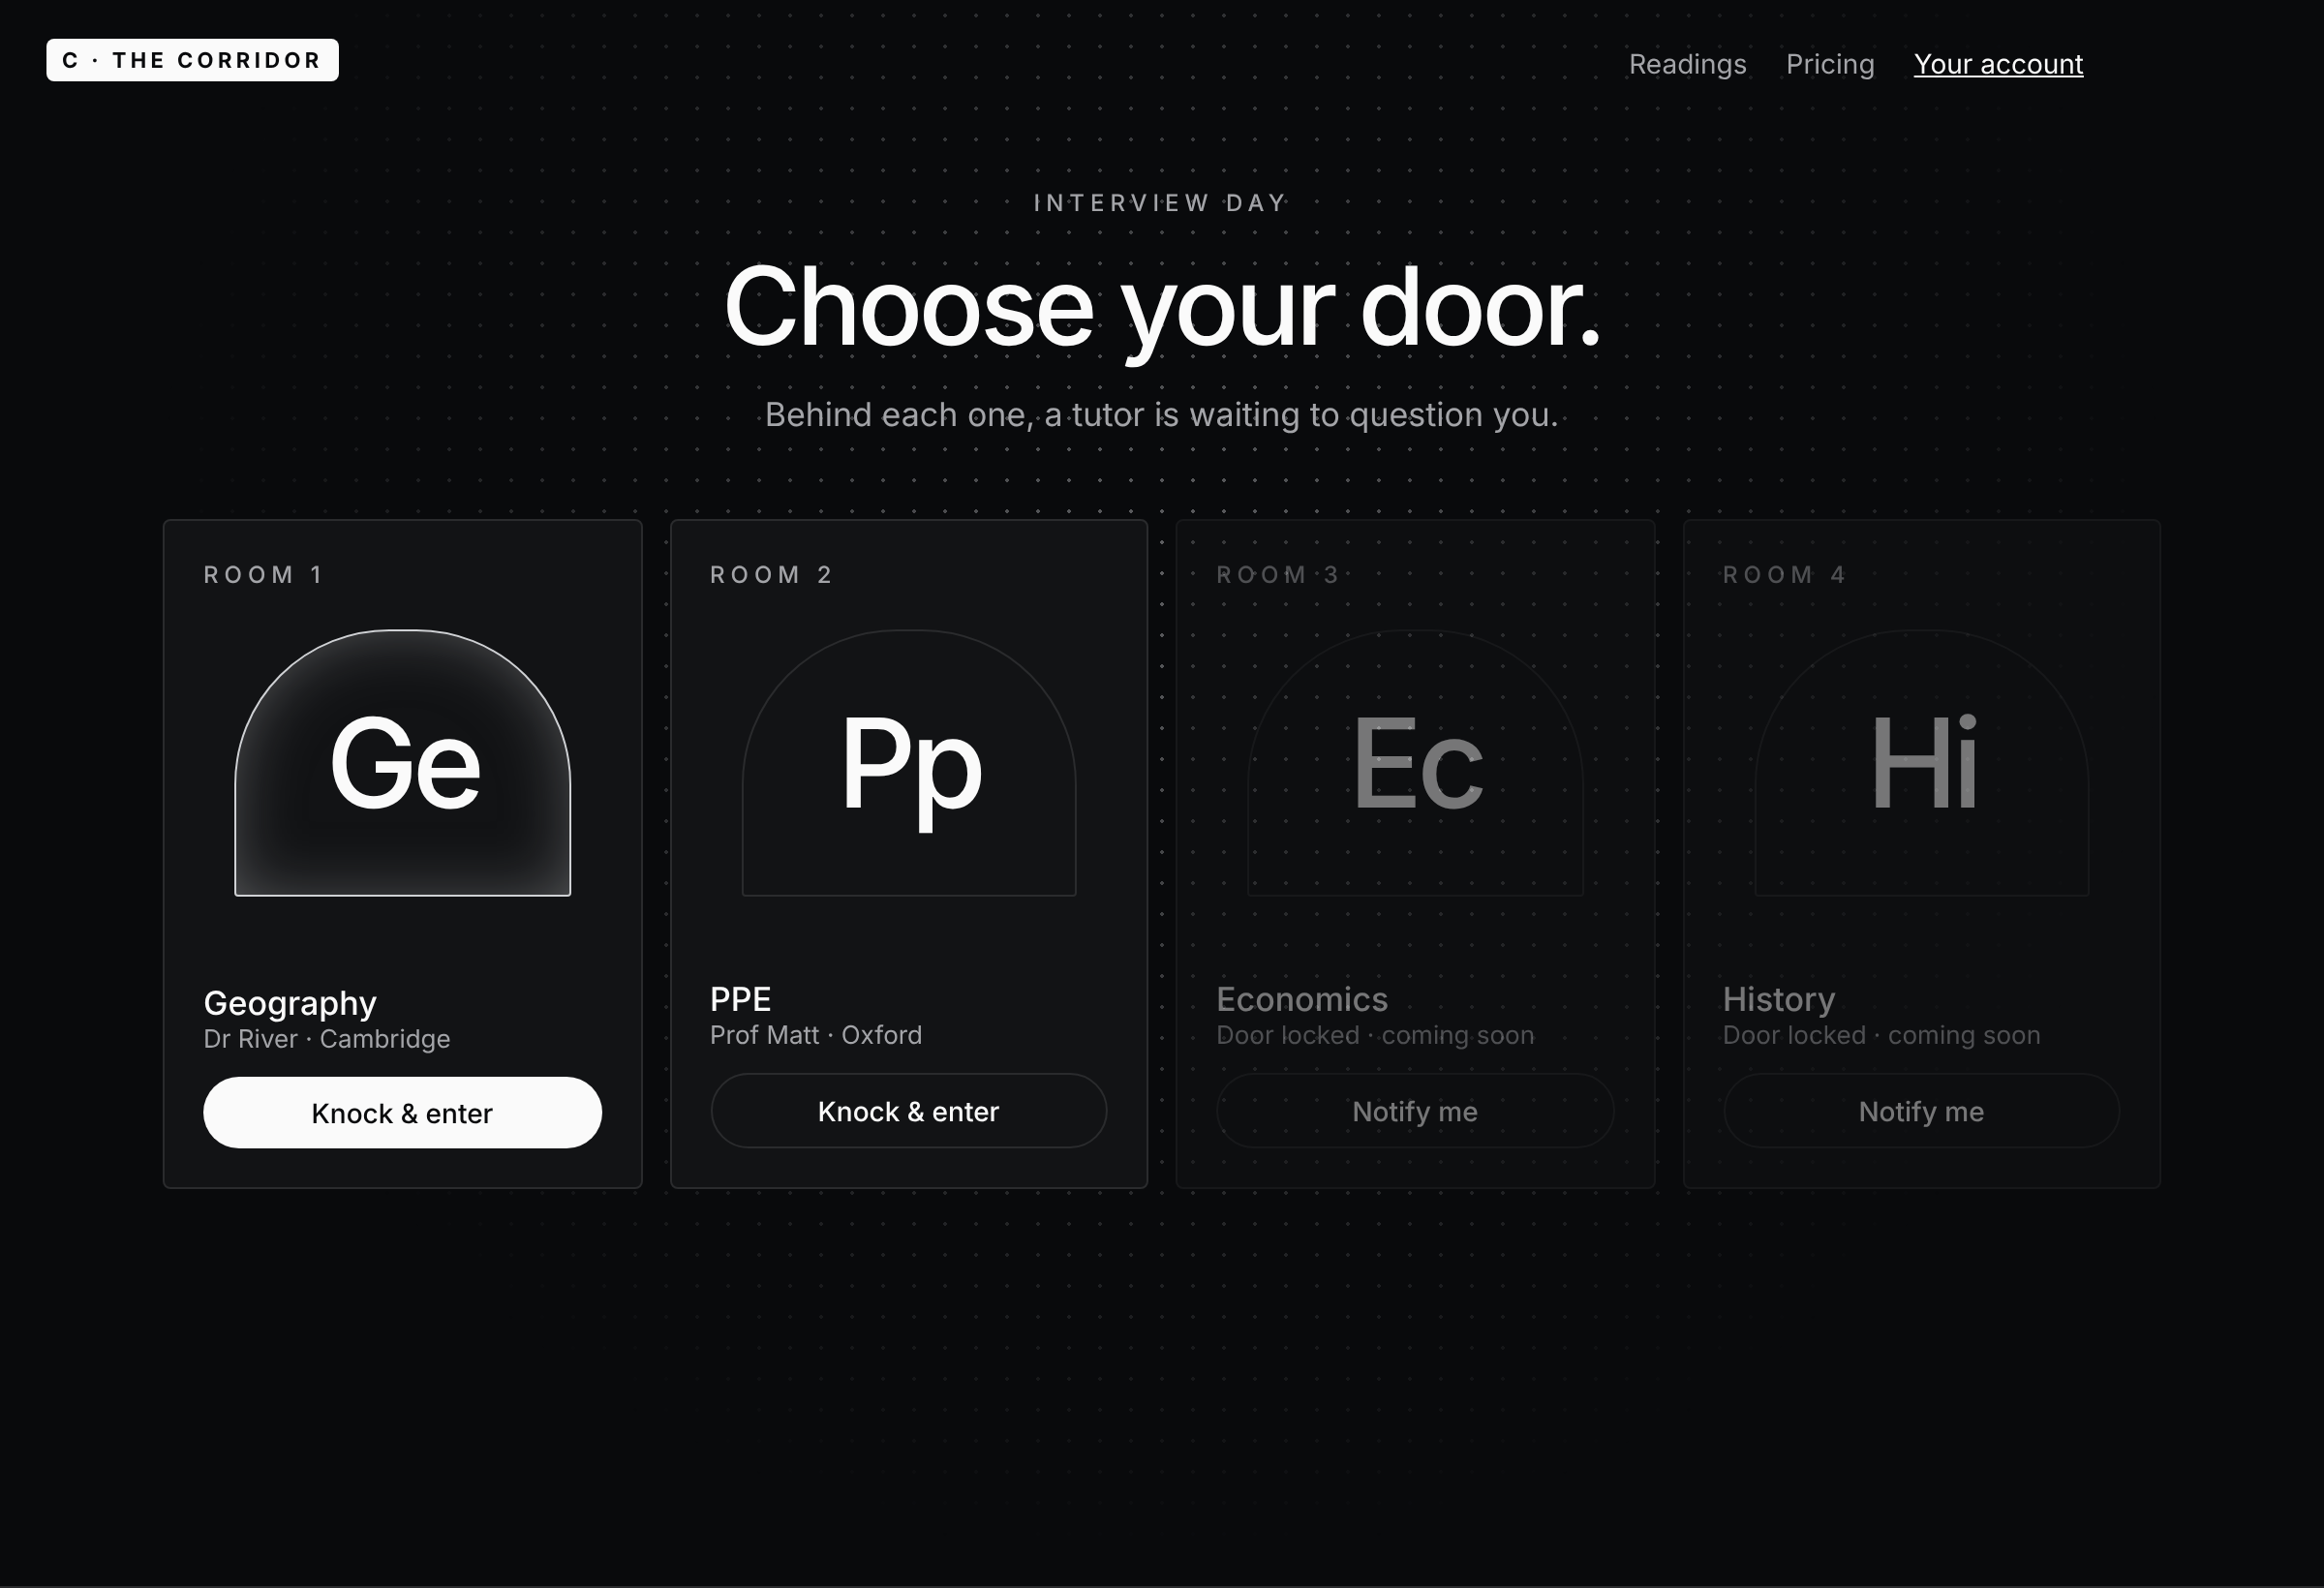 C · THE CORRIDOR
Readings Pricing Your account
INTERVIEW DAY
Choose your door.
Behind each one, a tutor is waiting to question you.
ROOM 1
Ge
Geography
Dr River · Cambridge
Knock & enter
ROOM 2
Pp
PPE
Prof Matt · Oxford
Knock & enter
ROOM 3
Ec
Economics
Door locked · coming soon
Notify me
ROOM 4
Hi
History
Door locked · coming soon
Notify me